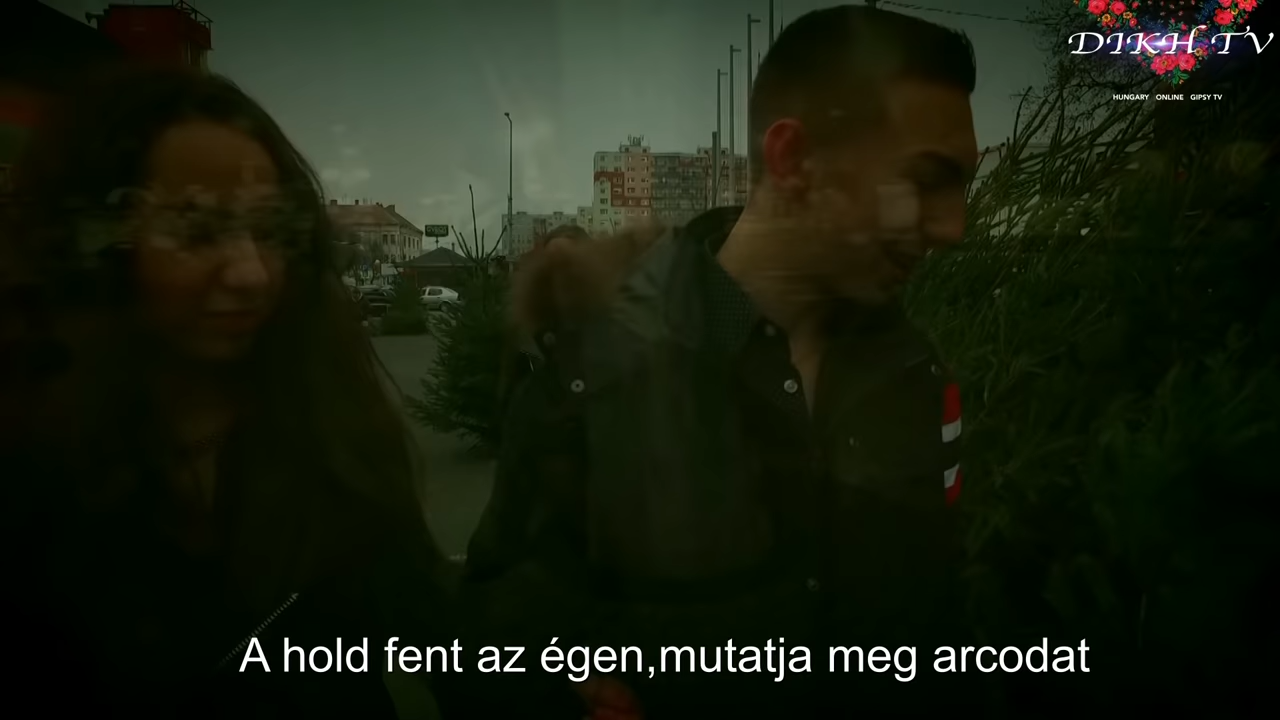 DIKH TV
HUNGARY ONLINE GIPSY TV
A hold fent az égen,mutatja meg arcodat